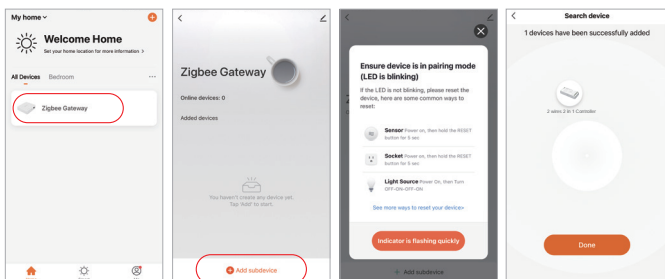 My home
Welcome Home
Set your home location for more information >
All Devices Bedroom ...
Zigbee Gateway
Zigbee Gateway
Online devices: 0
Added devices
You haven't create any device yet.
Tap 'Add' to start.
Add subdevice
Ensure device is in pairing mode
(LED is blinking)
If the LED is not blinking, please reset the
device, here are some common ways to
reset:
Sensor Power on, then hold the RESET
button for 5 sec
Socket Power on, then hold the RESET
button for 5 sec
Light Source Power On, then Turn
OFF-ON-OFF-ON
See more ways to reset your device>
Indicator is flashing quickly
+ Add subdevice
Search device
1 devices have been successfully added
2 wires 2 in 1 Controller
Done